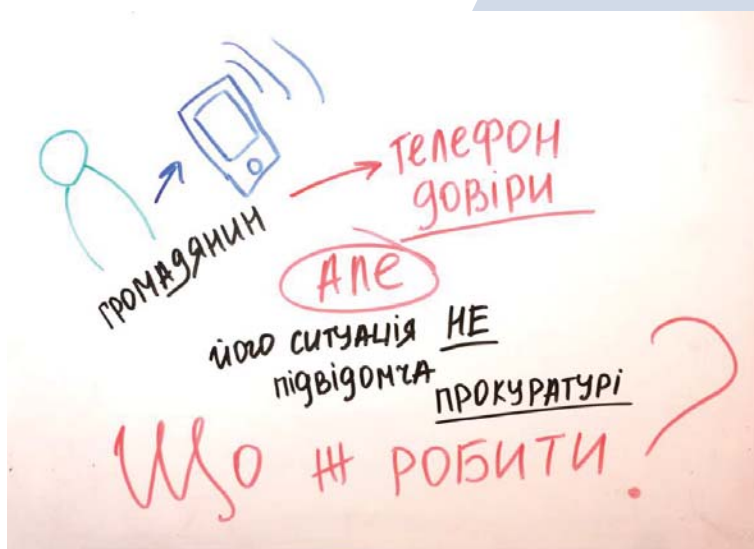 ГРОМАДЯНИН
ТЕЛЕФОН
ДОВІРИ
АЛЕ
ЙОГО СИТУАЦІЯ НЕ
ПІДВІДОМЧА
ПРОКУРАТУРІ
ЩО Ж РОБИТИ?